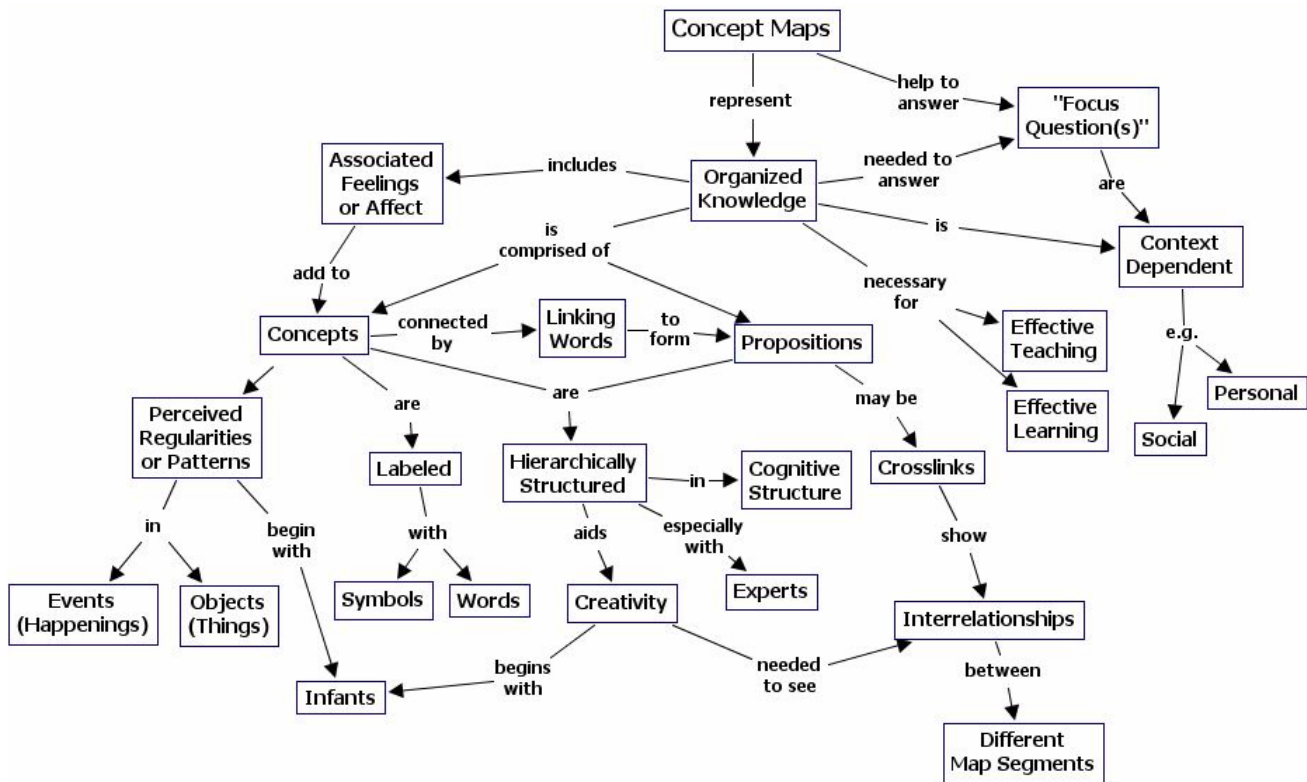 Concept Maps
represent
help to
answer
"Focus
Question(s)"
Associated
Feelings
or Affect
includes
Organized
Knowledge
needed to
answer
are
is
comprised of
is
Context
Dependent
add to
necessary
for
Concepts
connected
by
Linking
Words
to
form
Propositions
Effective
Teaching
e.g.
Personal
Perceived
Regularities
or Patterns
are
are
may be
Effective
Learning
Social
Labeled
Hierarchically
Structured
in
Cognitive
Structure
Crosslinks
in
begin
with
with
aids
especially
with
show
Events
(Happenings)
Objects
(Things)
Symbols
Words
Creativity
Experts
Interrelationships
Infants
begins
with
needed
to see
between
Different
Map Segments